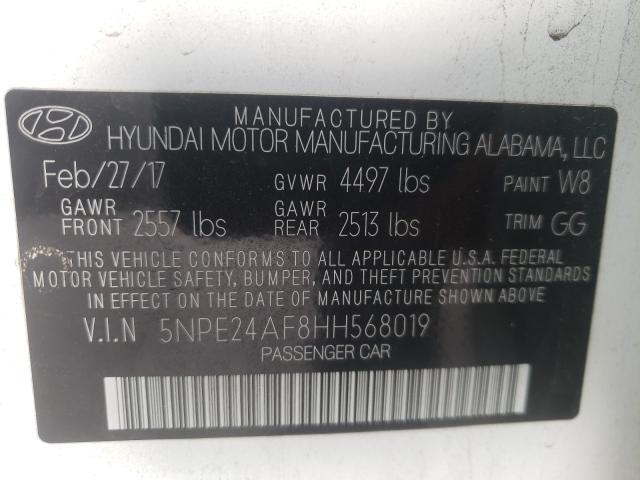 MANUFACTURED BY
HYUNDAI MOTOR MANUFACTURING ALABAMA, LLC
Feb/27/17 GVWR 4497 lbs PAINT W8
GAWR FRONT 2557 lbs GAWR REAR 2513 lbs TRIM GG
THIS VEHICLE CONFORMS TO ALL APPLICABLE U.S.A. FEDERAL
MOTOR VEHICLE SAFETY, BUMPER, AND THEFT PREVENTION STANDARDS
IN EFFECT ON THE DATE OF MANUFACTURE SHOWN ABOVE.
V.I.N 5NPE24AF8HH568019
PASSENGER CAR